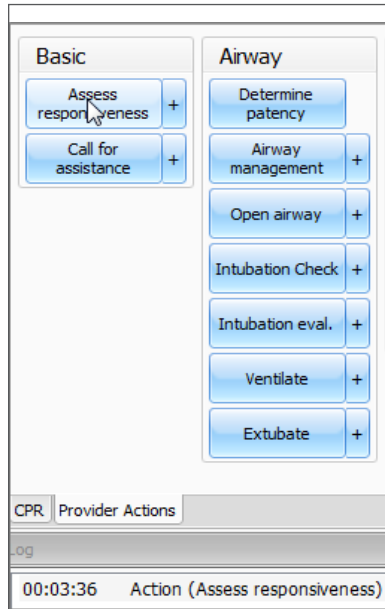 Basic
Assess
responsiveness
+
Call for
assistance
+
Airway
Determine
patency
Airway
management
+
Open airway
+
Intubation Check
+
Intubation eval.
+
Ventilate
+
Extubate
+
CPR
Provider Actions
Log
00:03:36 Action (Assess responsiveness)